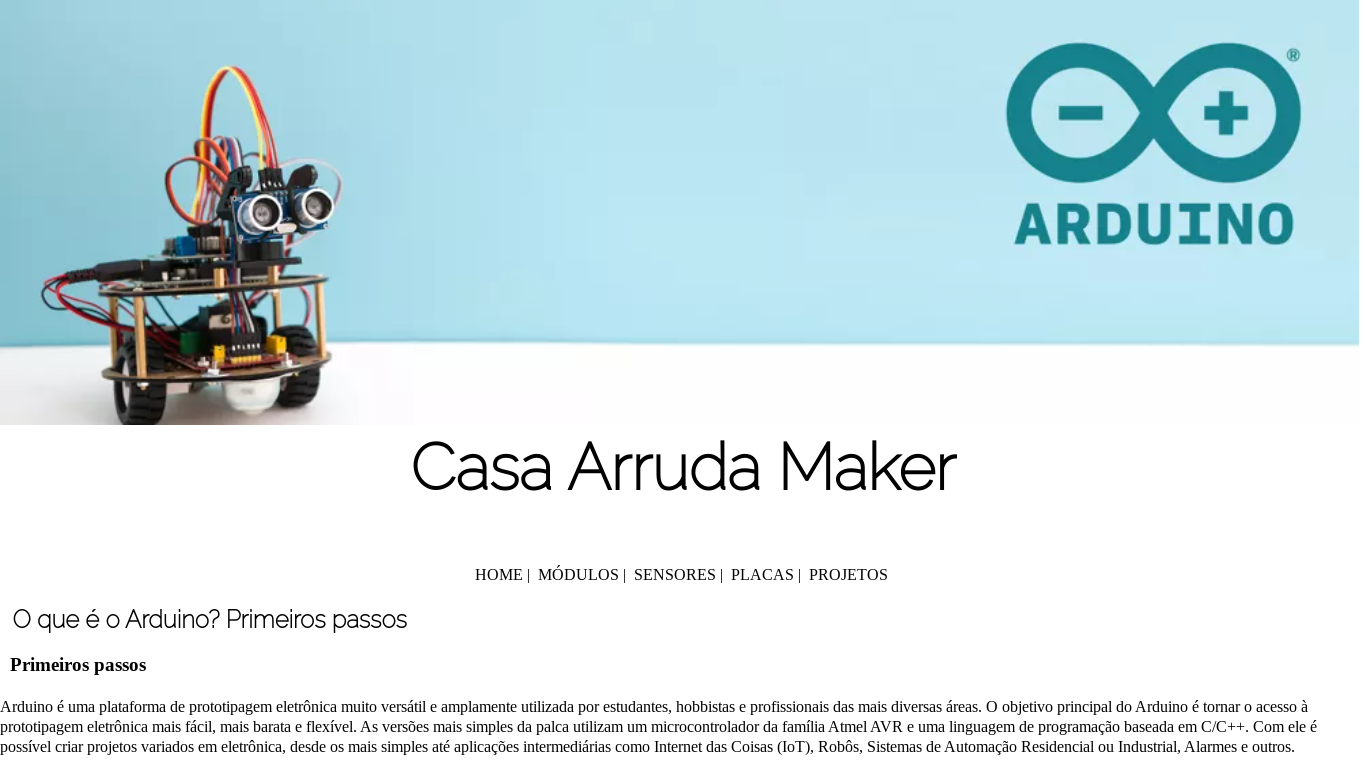 ARDUINO ®
Casa Arruda Maker
HOME | MÓDULOS | SENSORES | PLACAS | PROJETOS
O que é o Arduino? Primeiros passos
Primeiros passos
Arduino é uma plataforma de prototipagem eletrônica muito versátil e amplamente utilizada por estudantes, hobbistas e profissionais das mais diversas áreas. O objetivo principal do Arduino é tornar o acesso à
prototipagem eletrônica mais fácil, mais barata e flexível. As versões mais simples da palca utilizam um microcontrolador da família Atmel AVR e uma linguagem de programação baseada em C/C++. Com ele é
possível criar projetos variados em eletrônica, desde os mais simples até aplicações intermediárias como Internet das Coisas (IoT), Robôs, Sistemas de Automação Residencial ou Industrial, Alarmes e outros.